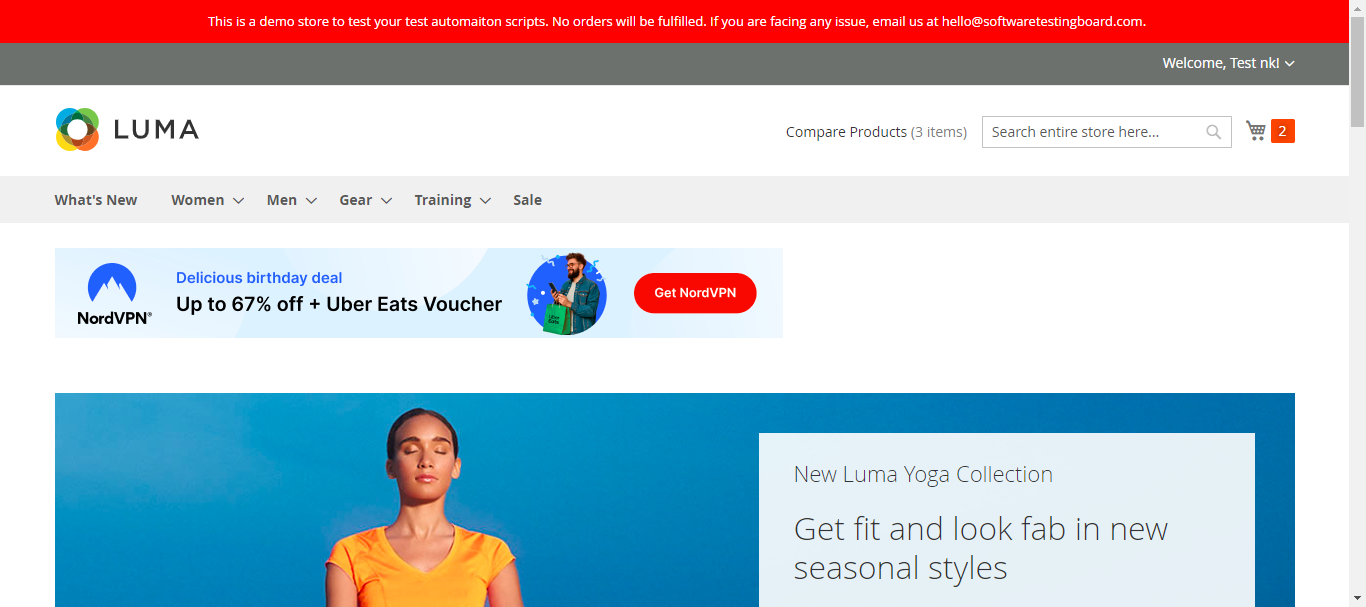 This is a demo store to test your test automaiton scripts. No orders will be fulfilled. If you are facing any issue, email us at hello@softwaretestingboard.com.
Welcome, Test nk!
LUMA
Compare Products (3 items)
Search entire store here...
2
What's New
Women
Men
Gear
Training
Sale
NordVPN®
Delicious birthday deal
Up to 67% off + Uber Eats Voucher
Uber
Eats
Get NordVPN
New Luma Yoga Collection
Get fit and look fab in new
seasonal styles